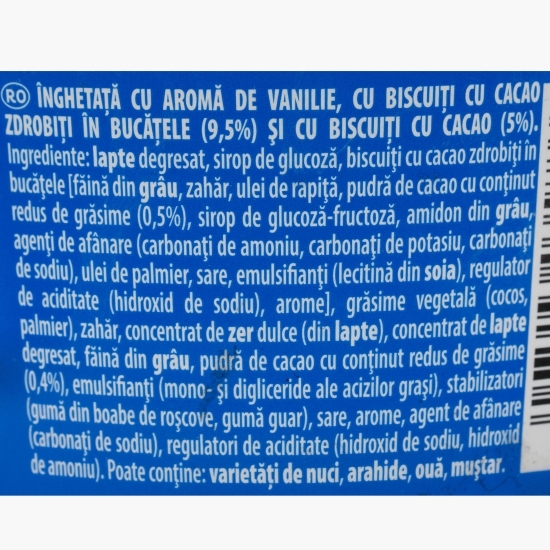 RO ÎNGHEȚATĂ CU AROMĂ DE VANILIE, CU BISCUIȚI CU CACAO
ZDROBIȚI ÎN BUCĂȚELE (9,5%) ŞI CU BISCUIȚI CU CACAO (5%).
Ingrediente: lapte degresat, sirop de glucoză, biscuiți cu cacao zdrobiți în
bucățele [făină din grâu, zahăr, ulei de rapiță, pudră de cacao cu conținut
redus de grăsime (0,5%), sirop de glucoză-fructoză, amidon din grâu,
agenți de afânare (carbonați de amoniu, carbonați de potasiu, carbonați
de sodiu), ulei de palmier, sare, emulsifianți (lecitină din soia), regulator
de aciditate (hidroxid de sodiu), arome], grăsime vegetală (cocos,
palmier), zahăr, concentrat de zer dulce (din lapte), concentrat de lapte
degresat, făină din grâu, pudră de cacao cu conținut redus de grăsime
(0,4%), emulsifianți (mono- şi digliceride ale acizilor graşi), stabilizatori
(gumă din boabe de roşcove, gumă guar), sare, arome, agent de afânare
(carbonați de sodiu), regulatori de aciditate (hidroxid de sodiu, hidroxid
de amoniu). Poate conține: varietăți de nuci, arahide, ouă, muştar.